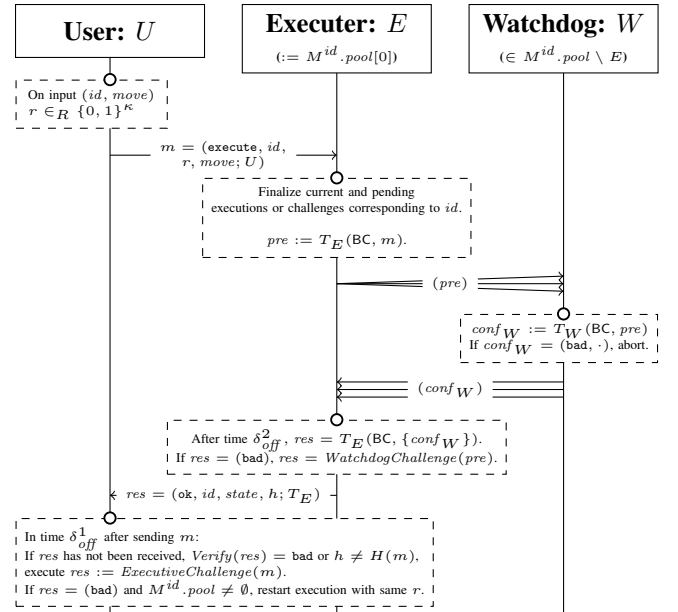 User: U
Executer: E
(:= M^{id}.pool[0])
Watchdog: W
(∈ M^{id}.pool \ E)
On input (id, move)
r ∈_R {0, 1}^κ
m = (execute, id,
r, move; U)
Finalize current and pending
executions or challenges corresponding to id.
pre := T_E(BC, m).
(pre)
conf_W := T_W(BC, pre)
If conf_W = (bad, ·), abort.
(conf_W)
After time δ^2_{off}, res = T_E(BC, {conf_W}).
If res = (bad), res = WatchdogChallenge(pre).
res = (ok, id, state, h; T_E)
In time δ^1_{off} after sending m:
If res has not been received, Verify(res) = bad or h ≠ H(m),
execute res := ExecutiveChallenge(m).
If res = (bad) and M^{id}.pool ≠ ∅, restart execution with same r.